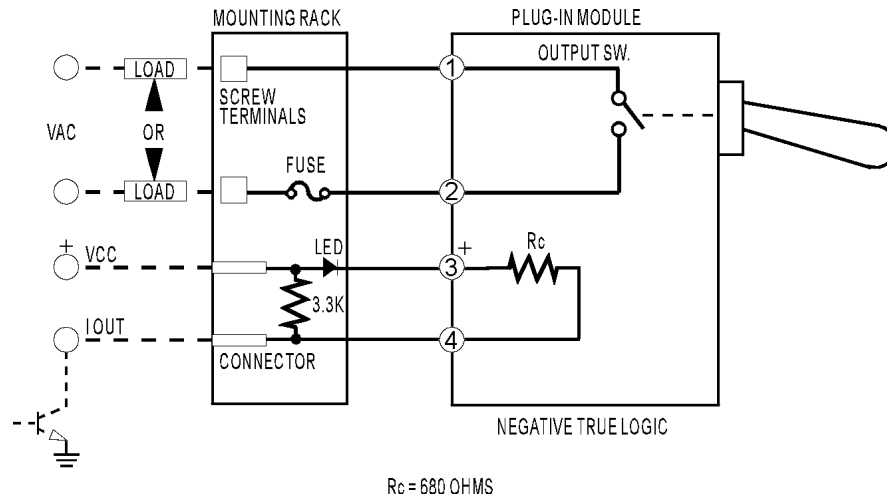 MOUNTING RACK
PLUG-IN MODULE
OUTPUT SW.
LOAD
1
SCREW
TERMINALS
VAC
OR
FUSE
LOAD
2
+
VCC
LED
+
Rc
3
3.3K
IOUT
4
CONNECTOR
NEGATIVE TRUE LOGIC
Rc = 680 OHMS